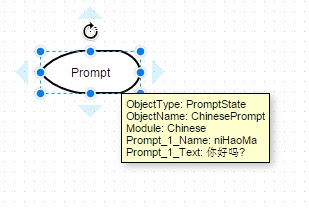 Prompt
ObjectType: PromptState
ObjectName: ChinesePrompt
Module: Chinese
Prompt_1_Name: niHaoMa
Prompt_1_Text: 你好吗?